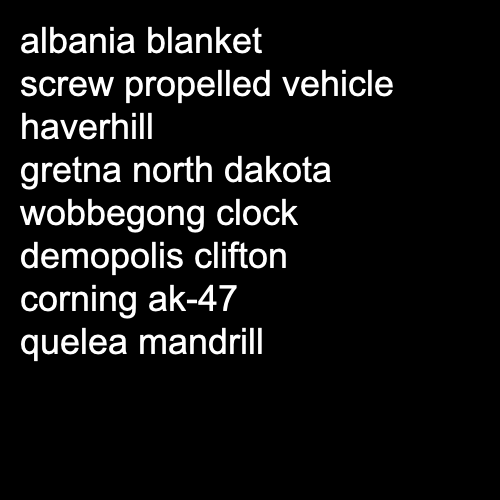 albania blanket
screw propelled vehicle
haverhill
gretna north dakota
wobbegong clock
demopolis clifton
corning ak-47
quelea mandrill